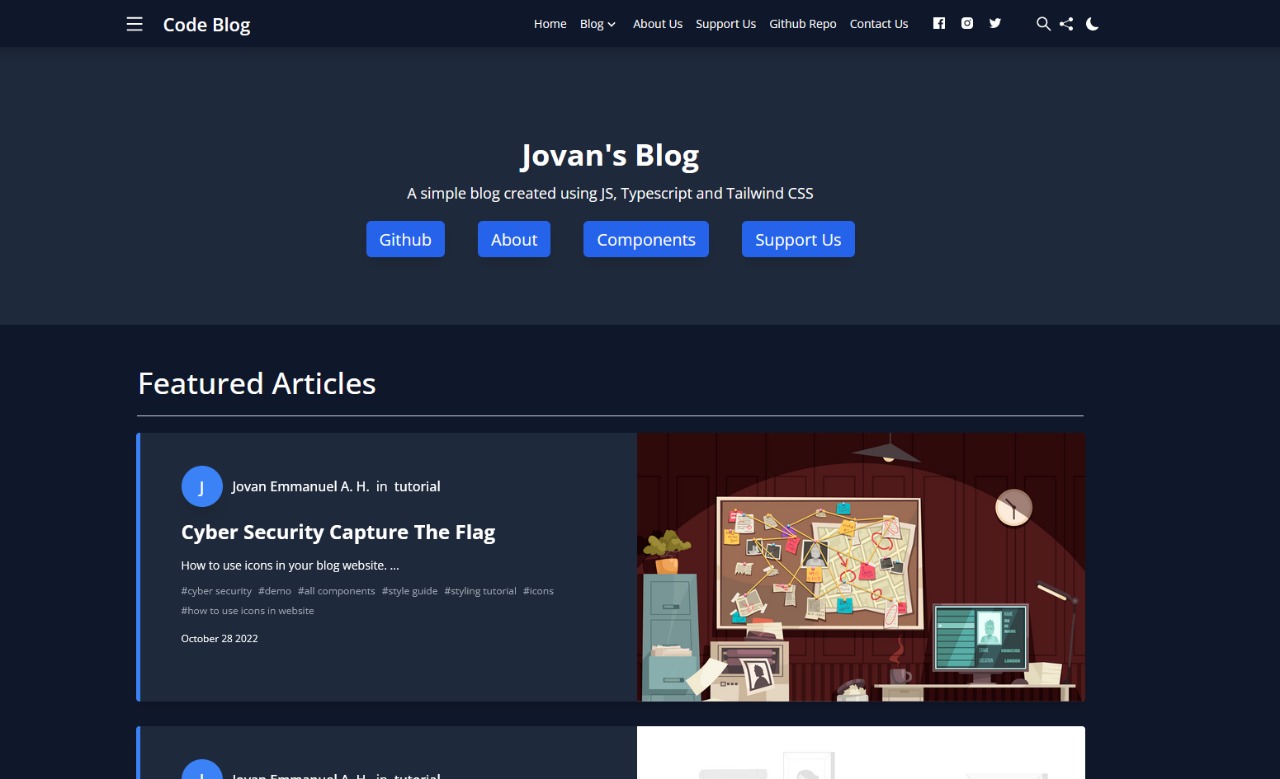 Code Blog Home Blog About Us Support Us Github Repo Contact Us
Jovan's Blog
A simple blog created using JS, Typescript and Tailwind CSS
Github About Components Support Us
Featured Articles
J Jovan Emmanuel A. H. in tutorial
Cyber Security Capture The Flag
How to use icons in your blog website. ...
#cyber security #demo #all components #style guide #styling tutorial #icons
#how to use icons in website
October 28 2022
J Jovan Emmanuel A. H. in tutorial